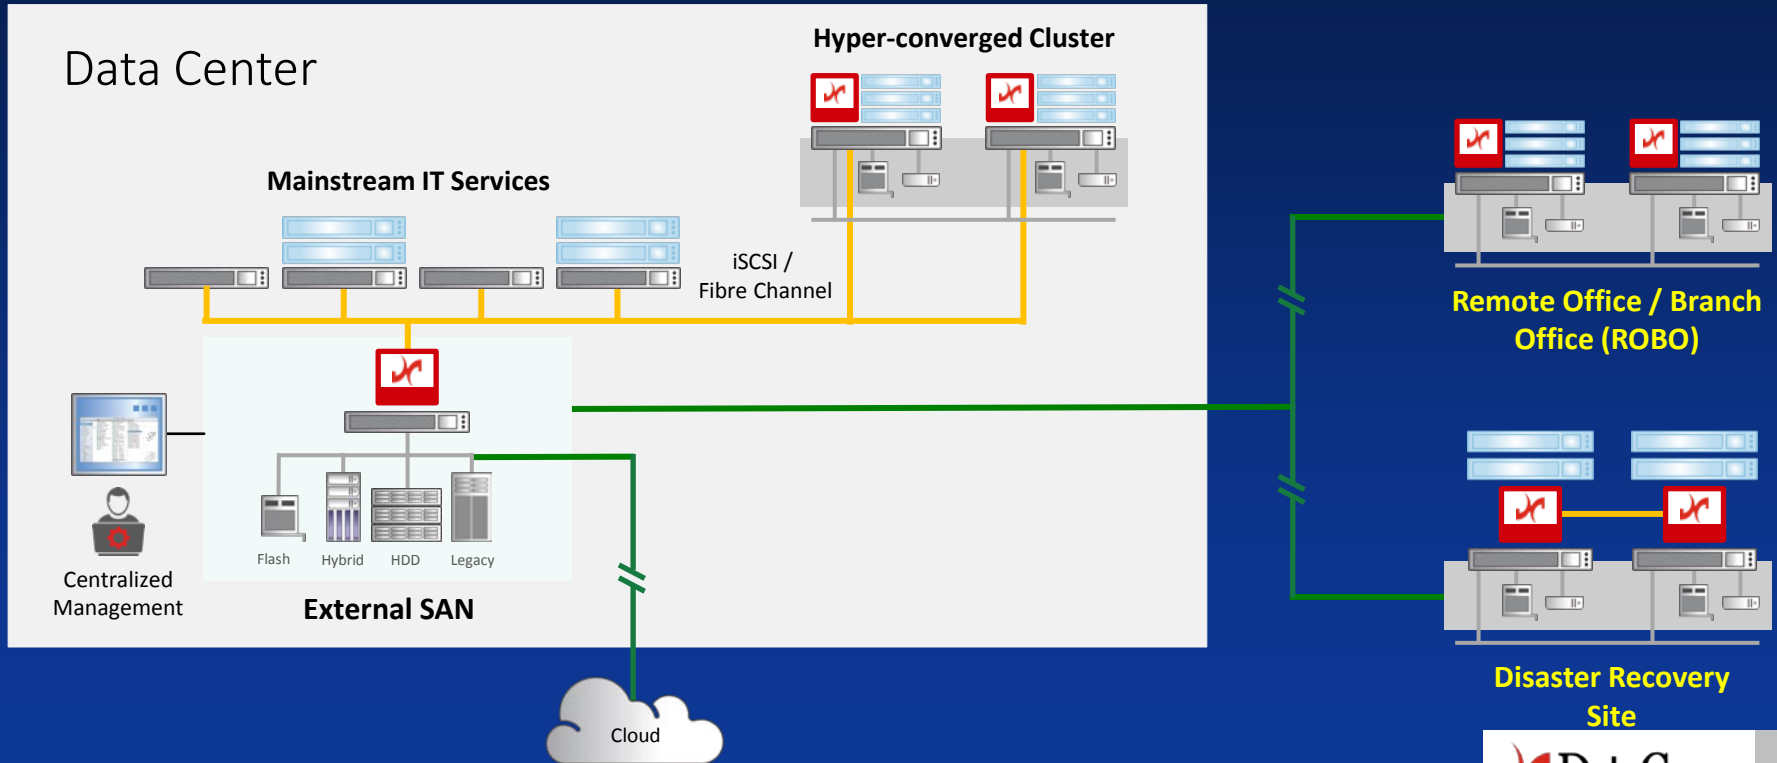 Data Center
Hyper-converged Cluster
Mainstream IT Services
iSCSI /
Fibre Channel
Remote Office / Branch
Office (ROBO)
Flash
Hybrid
HDD
Legacy
Centralized
Management
External SAN
Disaster Recovery
Site
Cloud